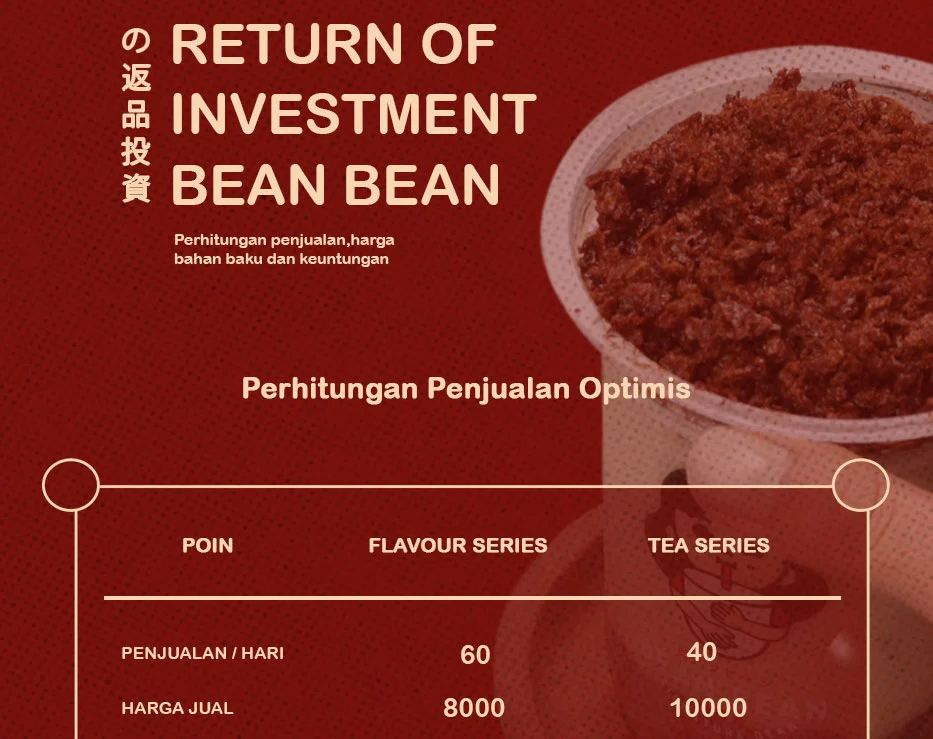 の返品投資
RETURN OF
INVESTMENT
BEAN BEAN
Perhitungan penjualan,harga
bahan baku dan keuntungan
Perhitungan Penjualan Optimis
POIN FLAVOUR SERIES TEA SERIES
PENJUALAN / HARI 60 40
HARGA JUAL 8000 10000